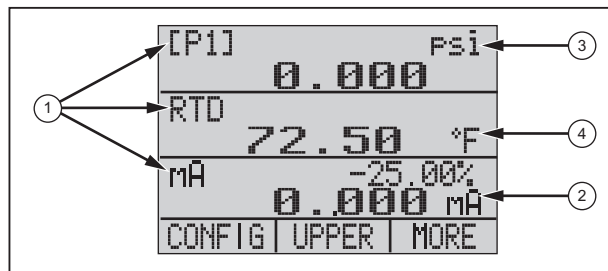 [P1] psi
0.000
RTD
72.50 °F
mA -25.00%
0.000 mA
CONFIG UPPER MORE
1
3
4
2